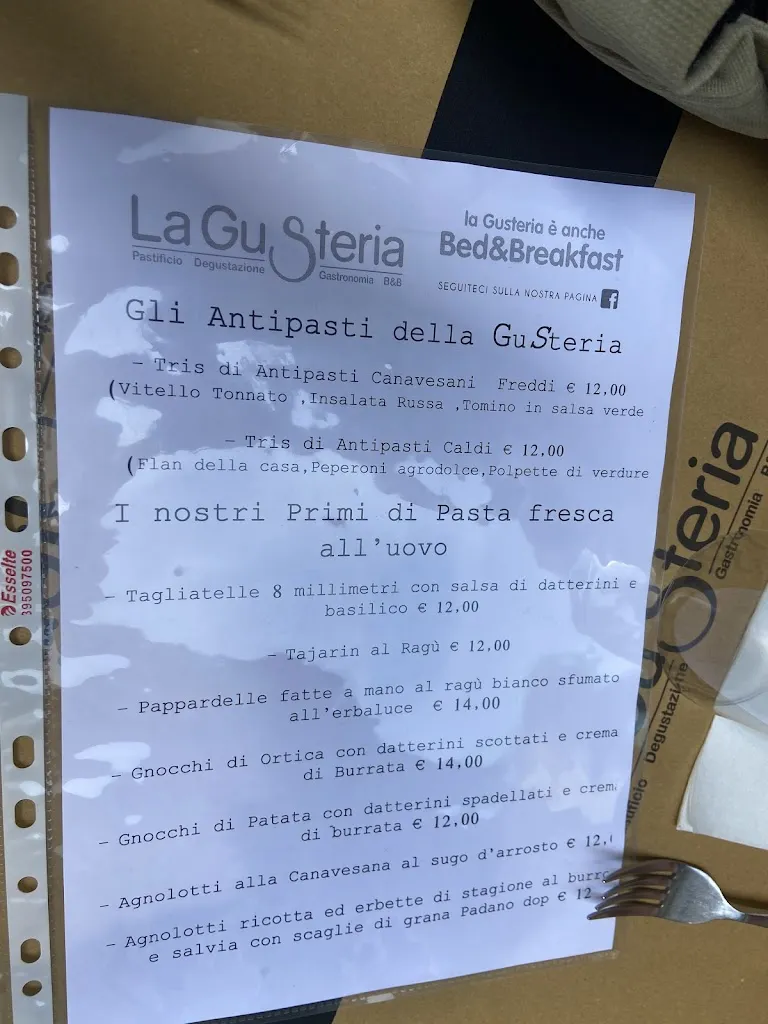 La GuSteria
Pastificio Degustazione
Gastronomia B&B
la Gusteria è anche
Bed&Breakfast
SEGUITECI SULLA NOSTRA PAGINA f
Gli Antipasti della GuSteria
- Tris di Antipasti Canavesani Freddi € 12,00
(Vitello Tonnato ,Insalata Russa ,Tomino in salsa verde
- Tris di Antipasti Caldi € 12,00
(Flan della casa,Peperoni agrodolce,Polpette di verdure
I nostri Primi di Pasta fresca
all'uovo
- Tagliatelle 8 millimetri con salsa di datterini e
basilico € 12,00
- Tajarin al Ragù € 12,00
- Pappardelle fatte a mano al ragù bianco sfumato
all'erbaluce € 14,00
- Gnocchi di Ortica con datterini scottati e crema
di Burrata € 14,00
- Gnocchi di Patata con datterini spadellati e crem
di burrata € 12,00
- Agnolotti alla Canavesana al sugo d'arrosto € 12,
- Agnolotti ricotta ed erbette di stagione al burro
e salvia con scaglie di grana Padano dop € 12
Esselte
395097500
Gusteria
Degustazione
Gastronomia